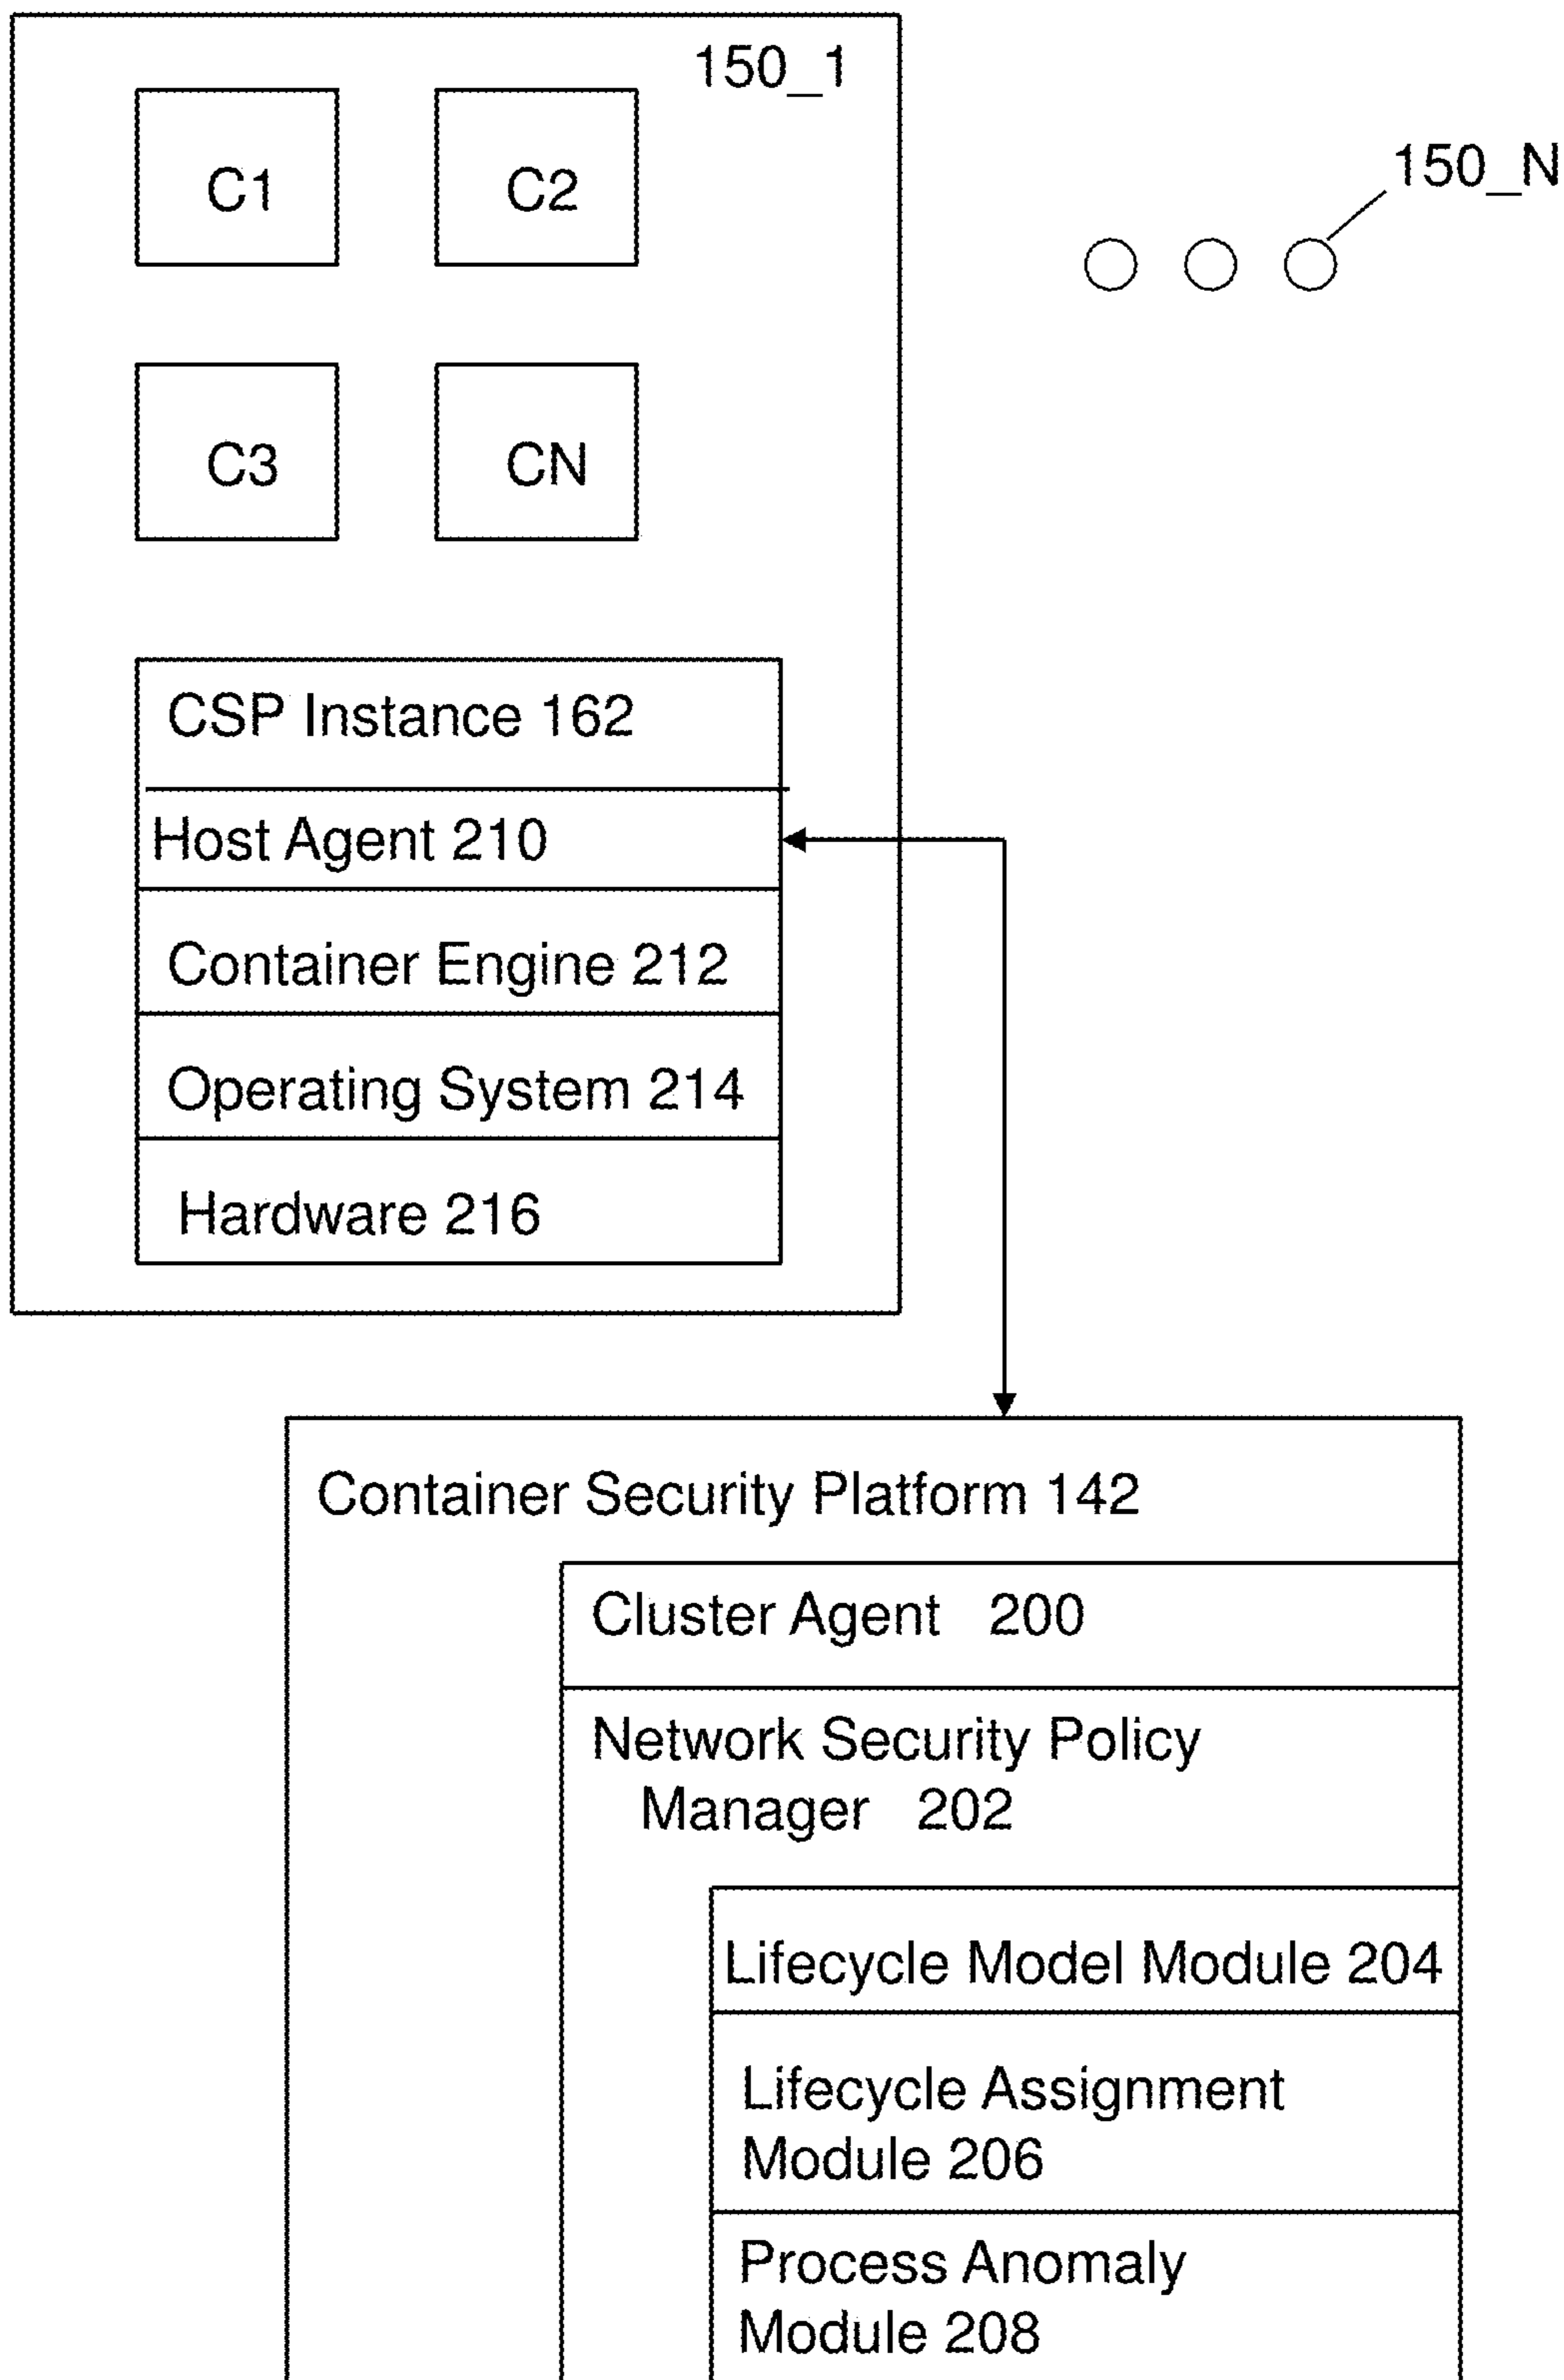 150_1
150_N
C1
C2
C3
CN
CSP Instance 162
Host Agent 210
Container Engine 212
Operating System 214
Hardware 216
Container Security Platform 142
Cluster Agent 200
Network Security Policy
Manager 202
Lifecycle Model Module 204
Lifecycle Assignment
Module 206
Process Anomaly
Module 208